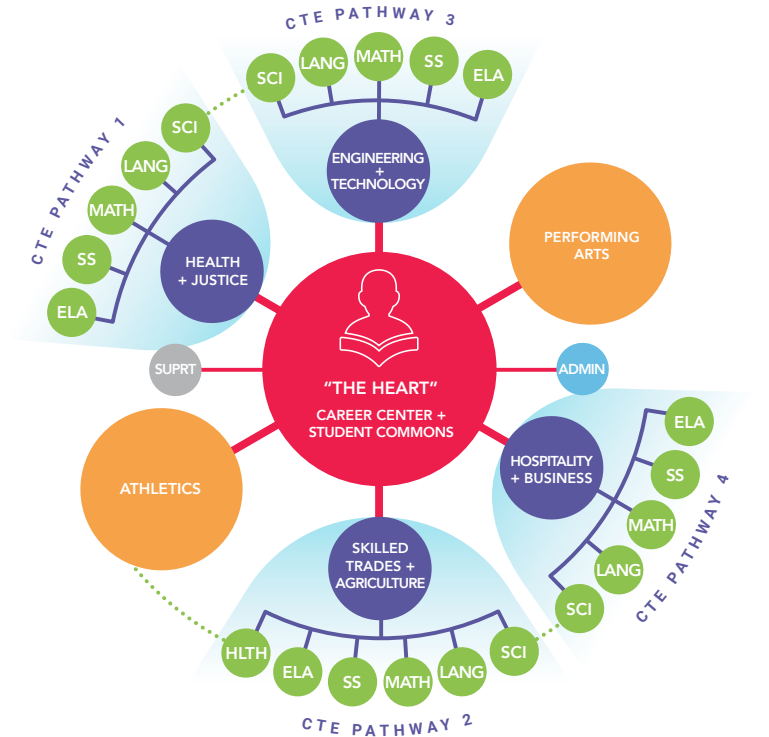 CTE PATHWAY 3
SCI
LANG
MATH
SS
ELA
ENGINEERING
+
TECHNOLOGY
CTE PATHWAY 1
SCI
LANG
MATH
SS
ELA
HEALTH
+ JUSTICE
PERFORMING
ARTS
SUPRT
"THE HEART"
CAREER CENTER +
STUDENT COMMONS
ADMIN
ATHLETICS
HOSPITALITY
+ BUSINESS
ELA
SS
MATH
LANG
SCI
CTE PATHWAY 4
SKILLED
TRADES +
AGRICULTURE
HLTH
ELA
SS
MATH
LANG
SCI
CTE PATHWAY 2